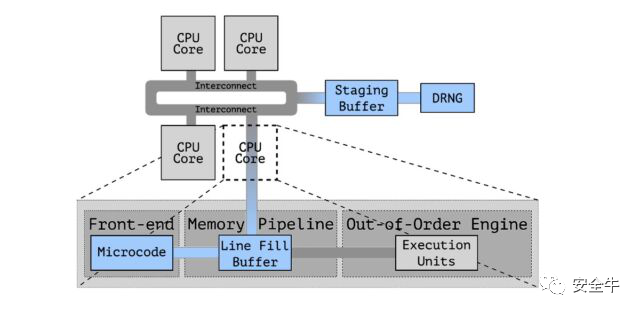 CPU
Core
CPU
Core
Interconnect
Interconnect
Staging
Buffer
DRNG
CPU
Core
CPU
Core
Front-end
Memory Pipeline
Out-of-Order Engine
Microcode
Line Fill
Buffer
Execution
Units
安全牛